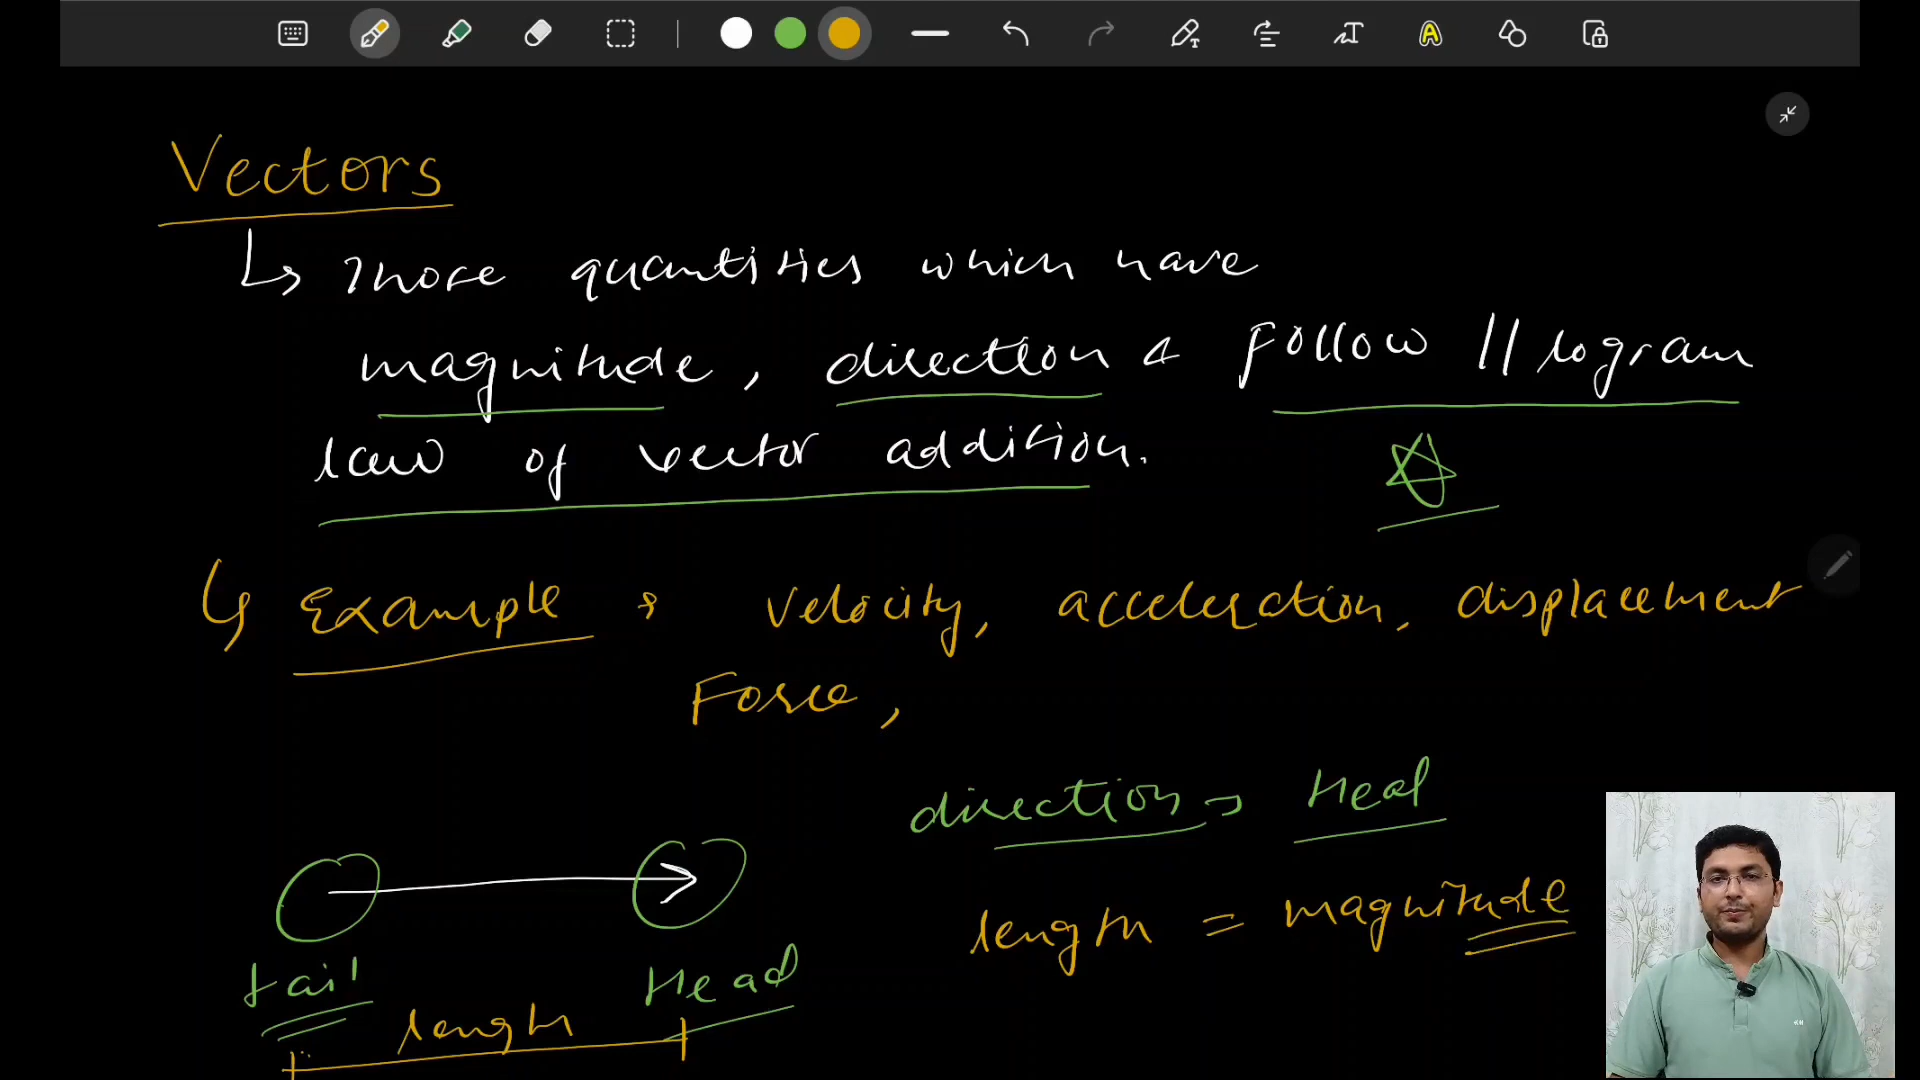 Vectors
↳ Those quantities which have
magnitude, direction & Follow || logram
law of vector addition.
↳ Example : Velocity, acceleration, displacement
Force,
direction → Head
length = magnitude
tail Head
length